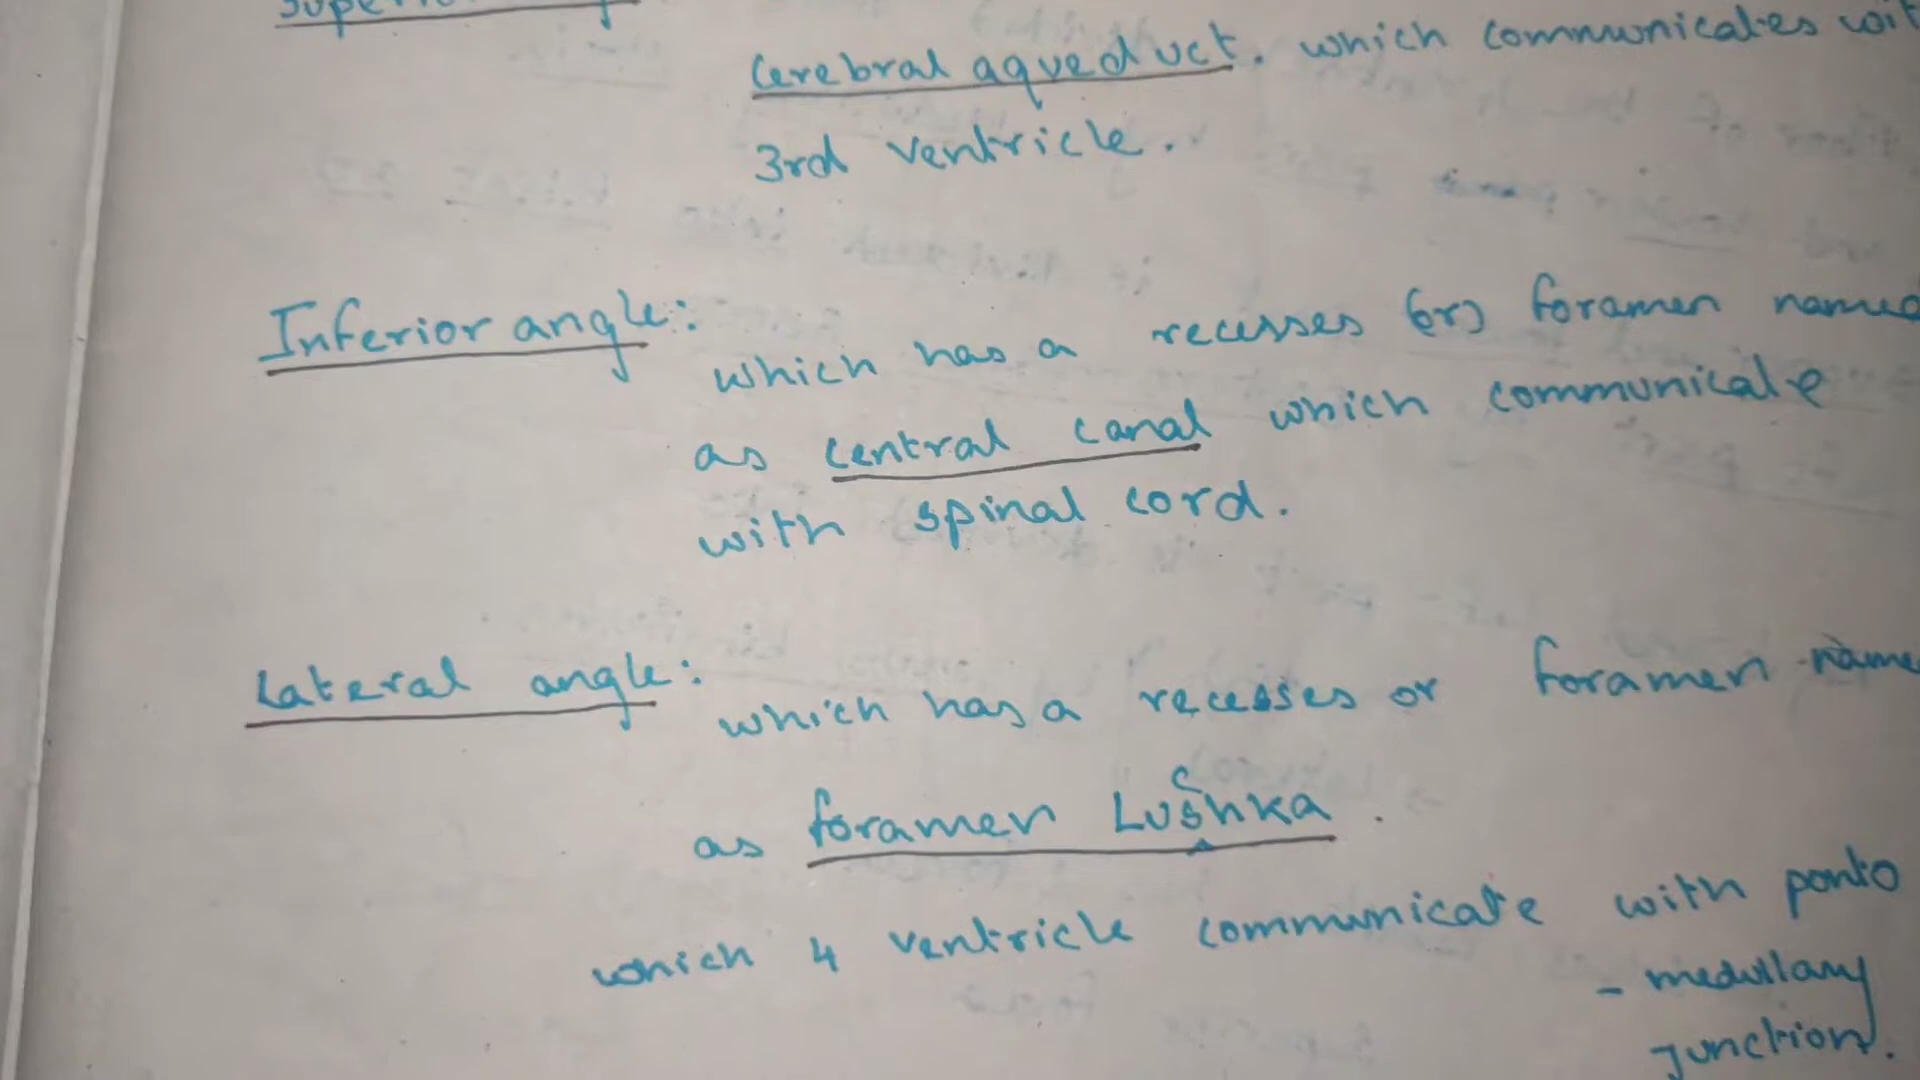 cerebral aqueduct. which communicates wit
3rd ventricle.
Inferior angle:
which has a recesses (or) foramen named
as central canal which communicate
with spinal cord.
Lateral angle:
which has a recesses or foramen name
as foramen Lushka.
which 4 ventricle communicate with ponto
- medullary
junction.